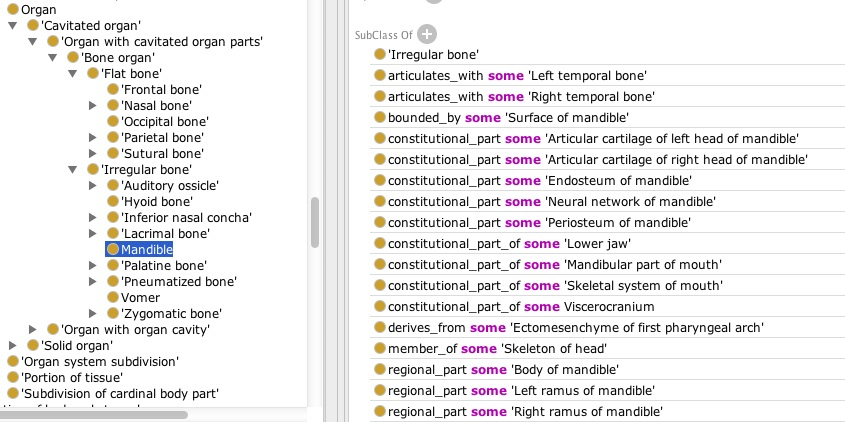 Organ
'Cavitated organ'
'Organ with cavitated organ parts'
'Bone organ'
'Flat bone'
'Frontal bone'
'Nasal bone'
'Occipital bone'
'Parietal bone'
'Sutural bone'
'Irregular bone'
'Auditory ossicle'
'Hyoid bone'
'Inferior nasal concha'
'Lacrimal bone'
Mandible
'Palatine bone'
'Pneumatized bone'
Vomer
'Zygomatic bone'
'Organ with organ cavity'
'Solid organ'
'Organ system subdivision'
'Portion of tissue'
'Subdivision of cardinal body part'
SubClass Of
'Irregular bone'
articulates_with some 'Left temporal bone'
articulates_with some 'Right temporal bone'
bounded_by some 'Surface of mandible'
constitutional_part some 'Articular cartilage of left head of mandible'
constitutional_part some 'Articular cartilage of right head of mandible'
constitutional_part some 'Endosteum of mandible'
constitutional_part some 'Neural network of mandible'
constitutional_part some 'Periosteum of mandible'
constitutional_part_of some 'Lower jaw'
constitutional_part_of some 'Mandibular part of mouth'
constitutional_part_of some 'Skeletal system of mouth'
constitutional_part_of some Viscerocranium
derives_from some 'Ectomesenchyme of first pharyngeal arch'
member_of some 'Skeleton of head'
regional_part some 'Body of mandible'
regional_part some 'Left ramus of mandible'
regional_part some 'Right ramus of mandible'